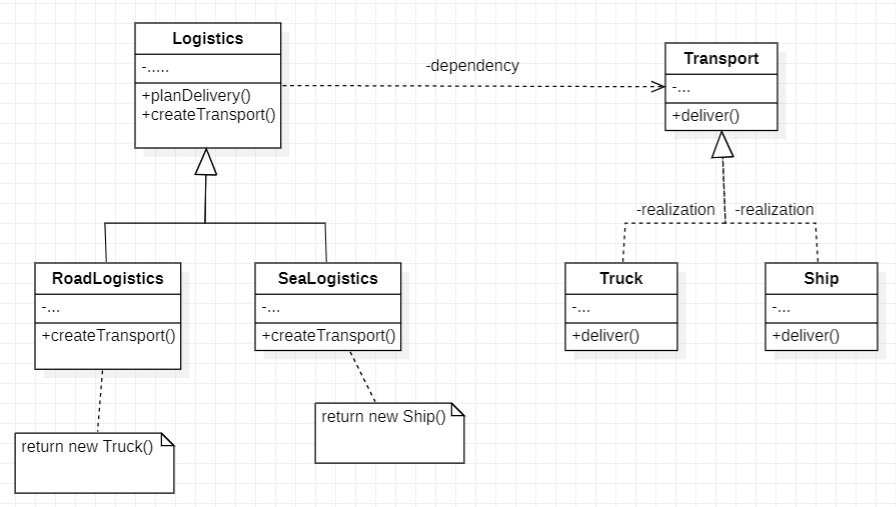 Logistics
-.....
+planDelivery()
+createTransport()
-dependency
Transport
-...
+deliver()
-realization
-realization
RoadLogistics
-...
+createTransport()
SeaLogistics
-...
+createTransport()
Truck
-...
+deliver()
Ship
-...
+deliver()
return new Truck()
return new Ship()